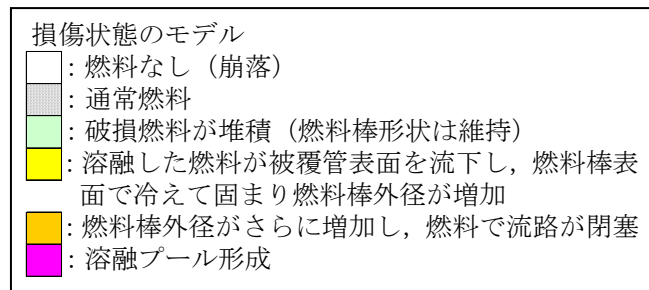 損傷状態のモデル
：燃料なし（崩落）
：通常燃料
：破損燃料が堆積（燃料棒形状は維持）
：溶融した燃料が被覆管表面を流下し，燃料棒表
面で冷えて固まり燃料棒外径が増加
：燃料棒外径がさらに増加し，燃料で流路が閉塞
：溶融プール形成